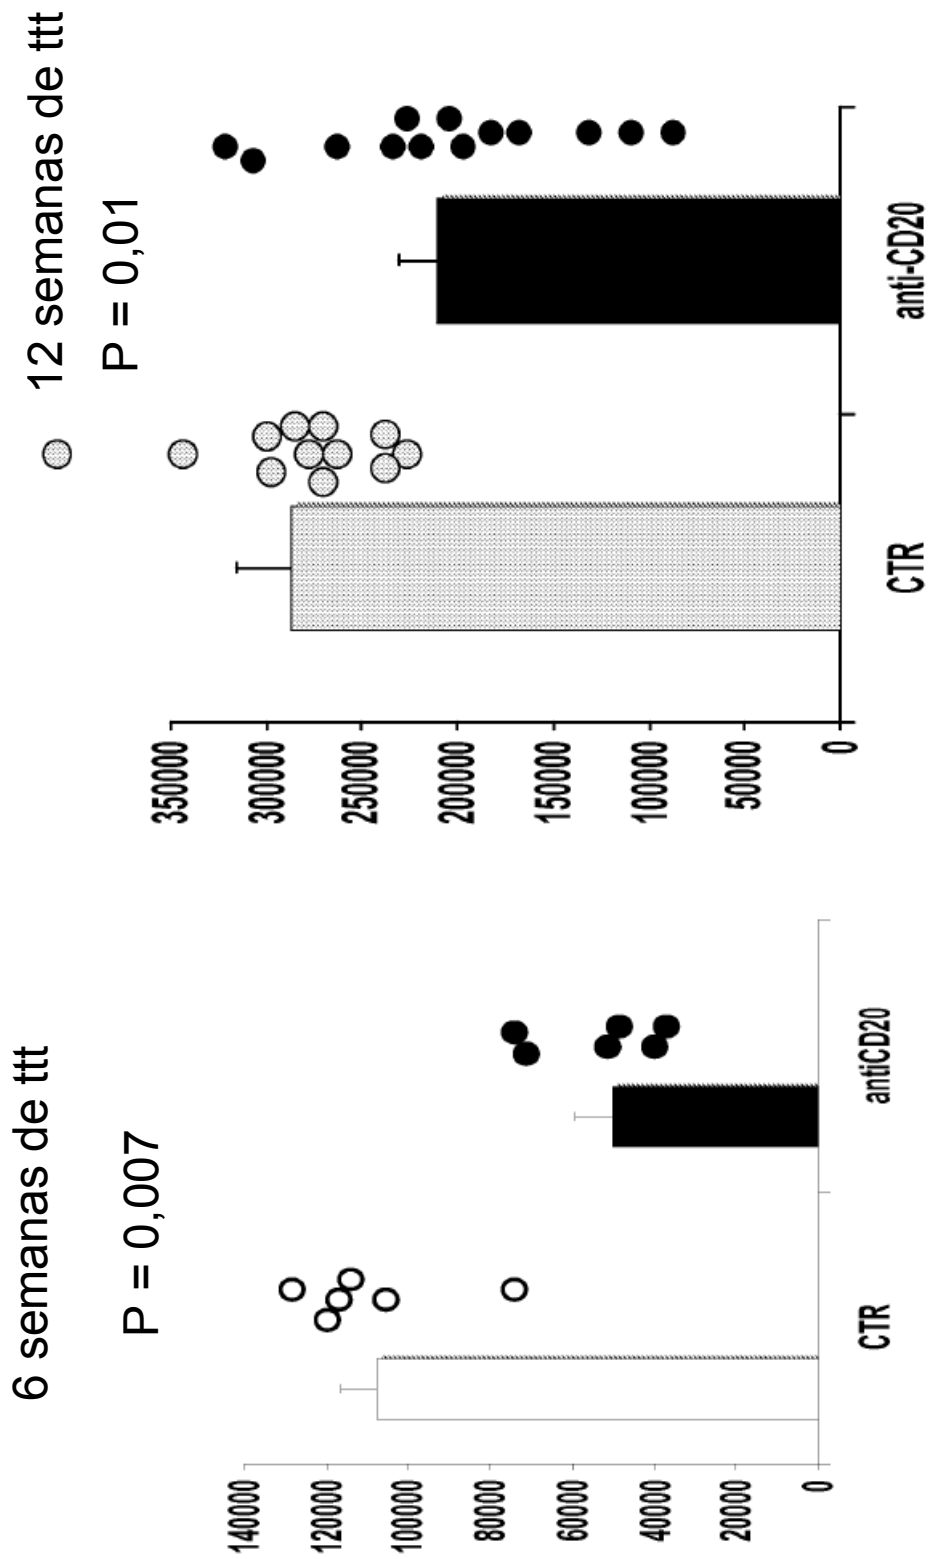 6 semanas de ttt
P = 0,007
140000
120000
100000
80000
60000
40000
20000
0
CTR
antiCD20
12 semanas de ttt
P = 0,01
350000
300000
250000
200000
150000
100000
50000
0
CTR
anti-CD20